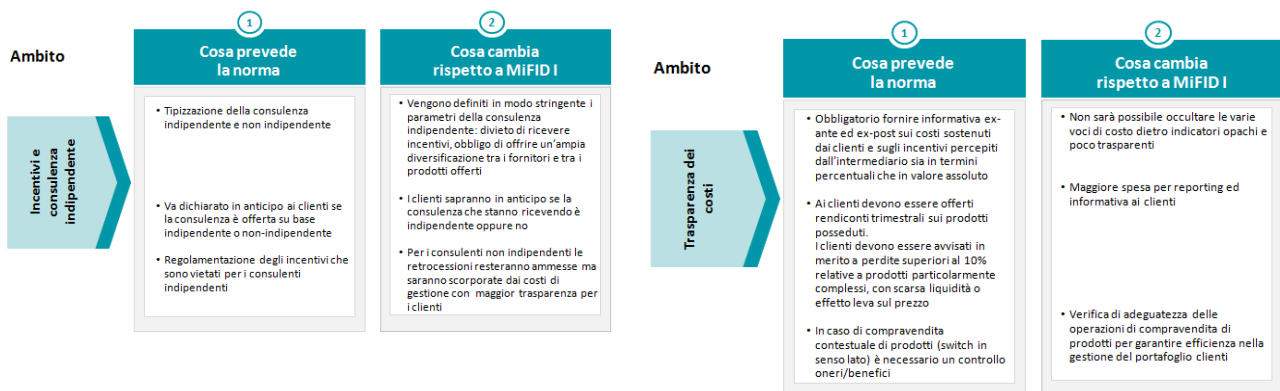 Ambito
1
Cosa prevede
la norma
2
Cosa cambia
rispetto a MiFID I
Incentivi e
consulenza
indipendente
• Tipizzazione della consulenza
indipendente e non indipendente
• Va dichiarato in anticipo ai clienti se
la consulenza è offerta su base
indipendente o non-indipendente
• Regolamentazione degli incentivi che
sono vietati per i consulenti
indipendenti
• Vengono definiti in modo stringente i
parametri della consulenza
indipendente: divieto di ricevere
incentivi, obbligo di offrire un'ampia
diversificazione tra i fornitori e tra i
prodotti offerti
• I clienti sapranno in anticipo se la
consulenza che stanno ricevendo è
indipendente oppure no
• Per i consulenti non indipendenti le
retrocessioni resteranno ammesse ma
saranno scorporate dai costi di
gestione con maggior trasparenza per
i clienti
Ambito
1
Cosa prevede
la norma
2
Cosa cambia
rispetto a MiFID I
Trasparenza dei
costi
• Obbligatorio fornire informativa ex-
ante ed ex-post sui costi sostenuti
dai clienti e sugli incentivi percepiti
dall'intermediario sia in termini
percentuali che in valore assoluto
• Ai clienti devono essere offerti
rendiconti trimestrali sui prodotti
posseduti.
I clienti devono essere avvisati in
merito a perdite superiori al 10%
relative a prodotti particolarmente
complessi, con scarsa liquidità o
effetto leva sul prezzo
• In caso di compravendita
contestuale di prodotti (switch in
senso lato) è necessario un controllo
oneri/benefici
• Non sarà possibile occultare le varie
voci di costo dietro indicatori opachi e
poco trasparenti
• Maggiore spesa per reporting ed
informativa ai clienti
• Verifica di adeguatezza delle
operazioni di compravendita di
prodotti per garantire efficienza nella
gestione del portafoglio clienti